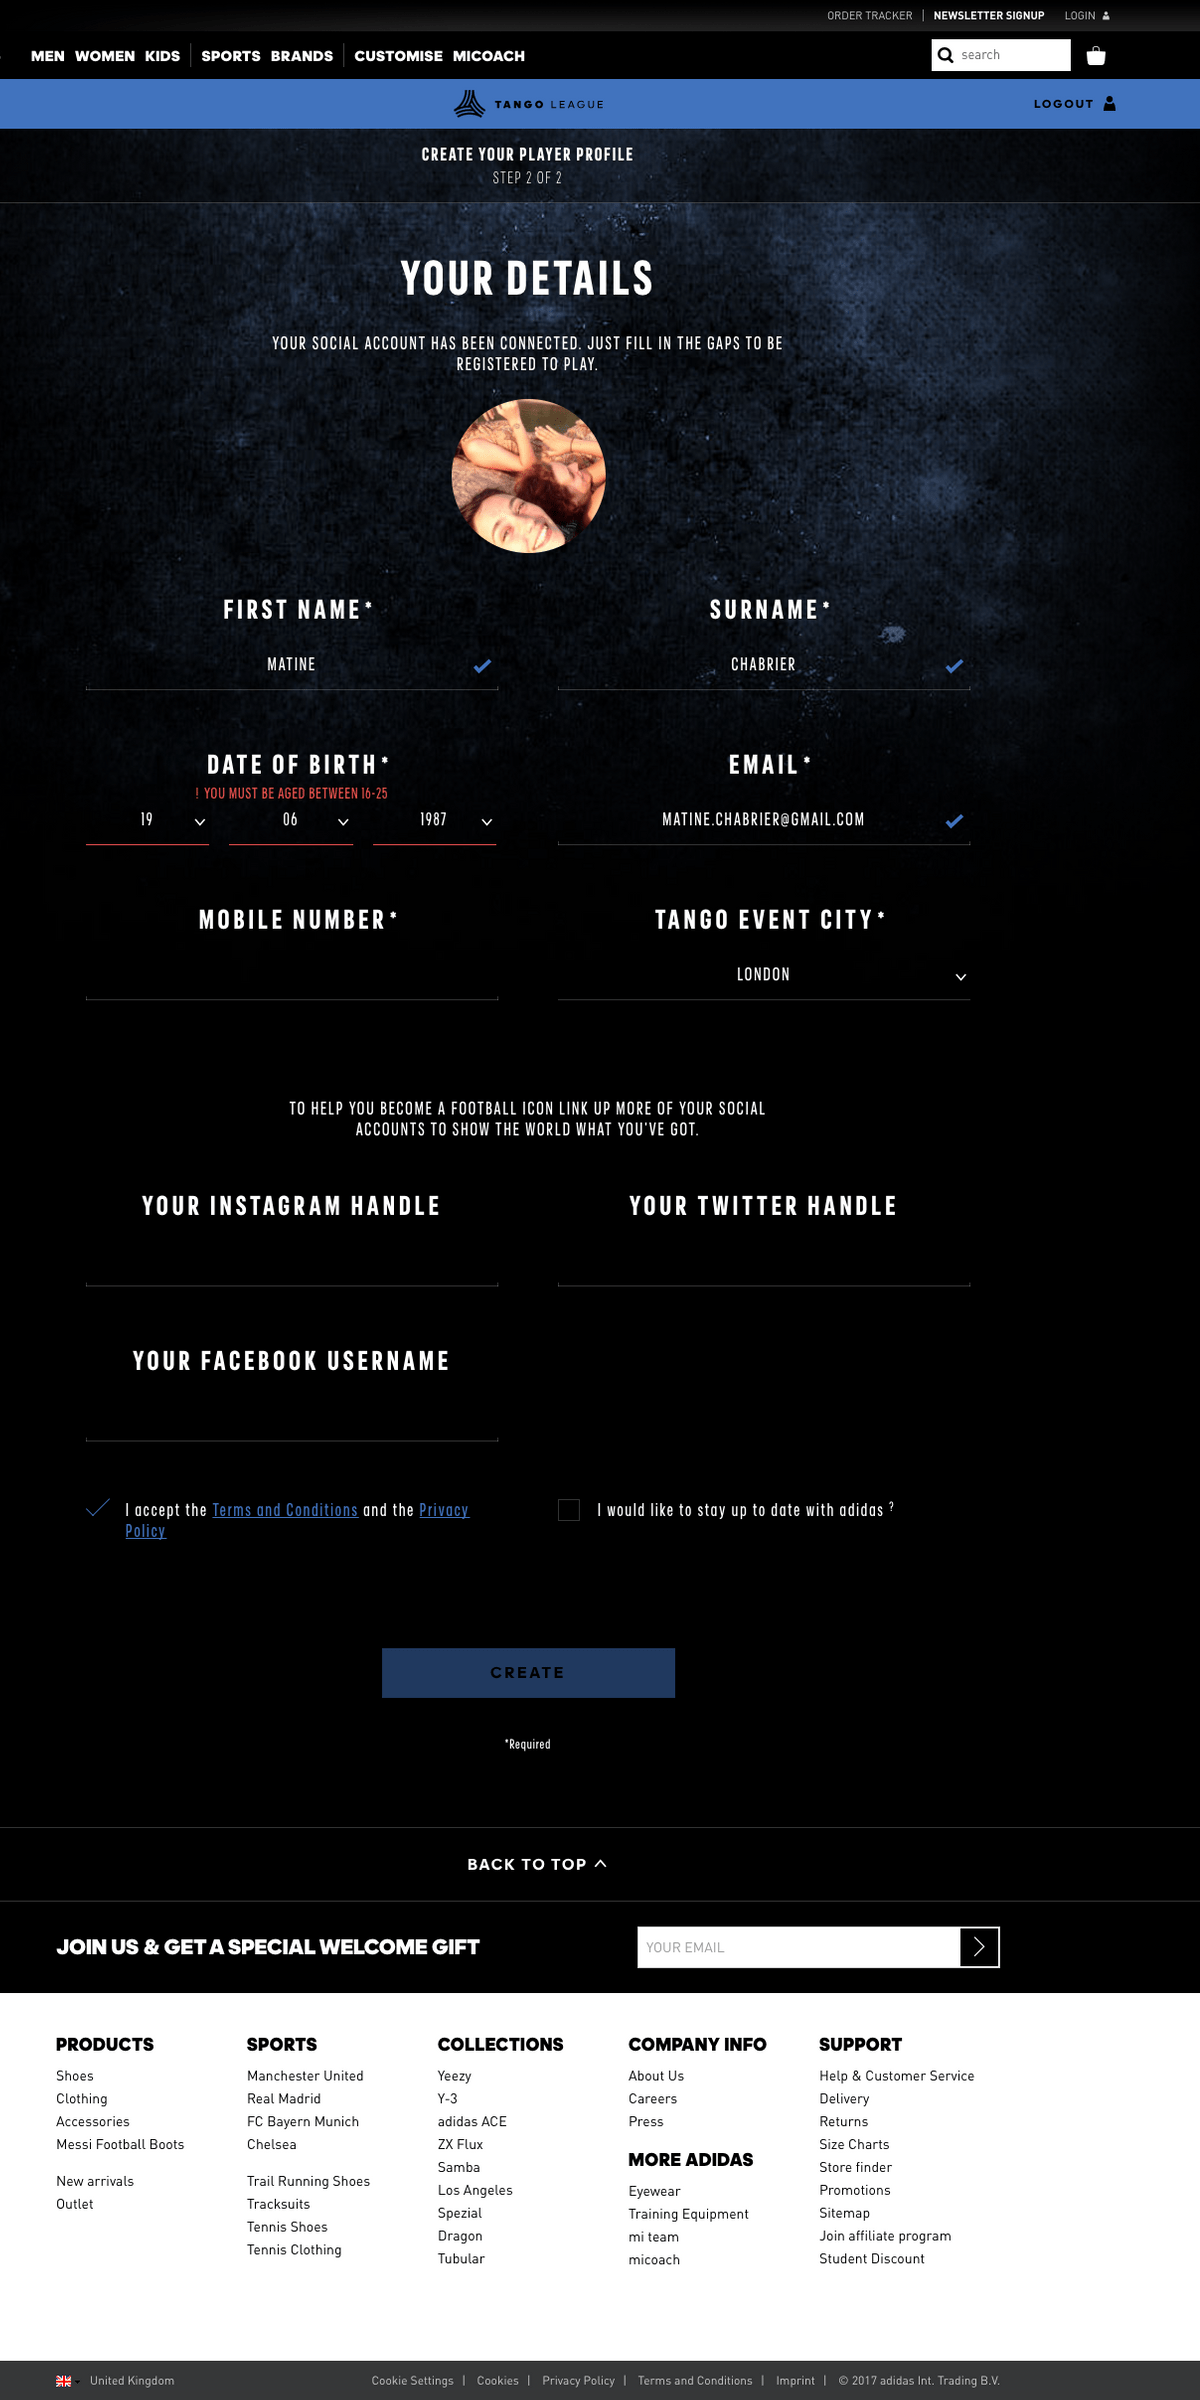 ORDER TRACKER | NEWSLETTER SIGNUP LOGIN
MEN WOMEN KIDS | SPORTS BRANDS | CUSTOMISE MICOACH
search
TANGO LEAGUE
LOGOUT
CREATE YOUR PLAYER PROFILE
STEP 2 OF 2
YOUR DETAILS
YOUR SOCIAL ACCOUNT HAS BEEN CONNECTED. JUST FILL IN THE GAPS TO BE
REGISTERED TO PLAY.
FIRST NAME*
MATINE
SURNAME*
CHABRIER
DATE OF BIRTH*
! YOU MUST BE AGED BETWEEN 16-25
19 06 1987
EMAIL*
MATINE.CHABRIER@GMAIL.COM
MOBILE NUMBER*
TANGO EVENT CITY*
LONDON
TO HELP YOU BECOME A FOOTBALL ICON LINK UP MORE OF YOUR SOCIAL
ACCOUNTS TO SHOW THE WORLD WHAT YOU'VE GOT.
YOUR INSTAGRAM HANDLE
YOUR TWITTER HANDLE
YOUR FACEBOOK USERNAME
I accept the Terms and Conditions and the Privacy
Policy
I would like to stay up to date with adidas ?
CREATE
*Required
BACK TO TOP
JOIN US & GET A SPECIAL WELCOME GIFT
YOUR EMAIL
PRODUCTS
Shoes
Clothing
Accessories
Messi Football Boots
New arrivals
Outlet
SPORTS
Manchester United
Real Madrid
FC Bayern Munich
Chelsea
Trail Running Shoes
Tracksuits
Tennis Shoes
Tennis Clothing
COLLECTIONS
Yeezy
Y-3
adidas ACE
ZX Flux
Samba
Los Angeles
Spezial
Dragon
Tubular
COMPANY INFO
About Us
Careers
Press
MORE ADIDAS
Eyewear
Training Equipment
mi team
micoach
SUPPORT
Help & Customer Service
Delivery
Returns
Size Charts
Store finder
Promotions
Sitemap
Join affiliate program
Student Discount
United Kingdom
Cookie Settings | Cookies | Privacy Policy | Terms and Conditions | Imprint | © 2017 adidas Int. Trading B.V.